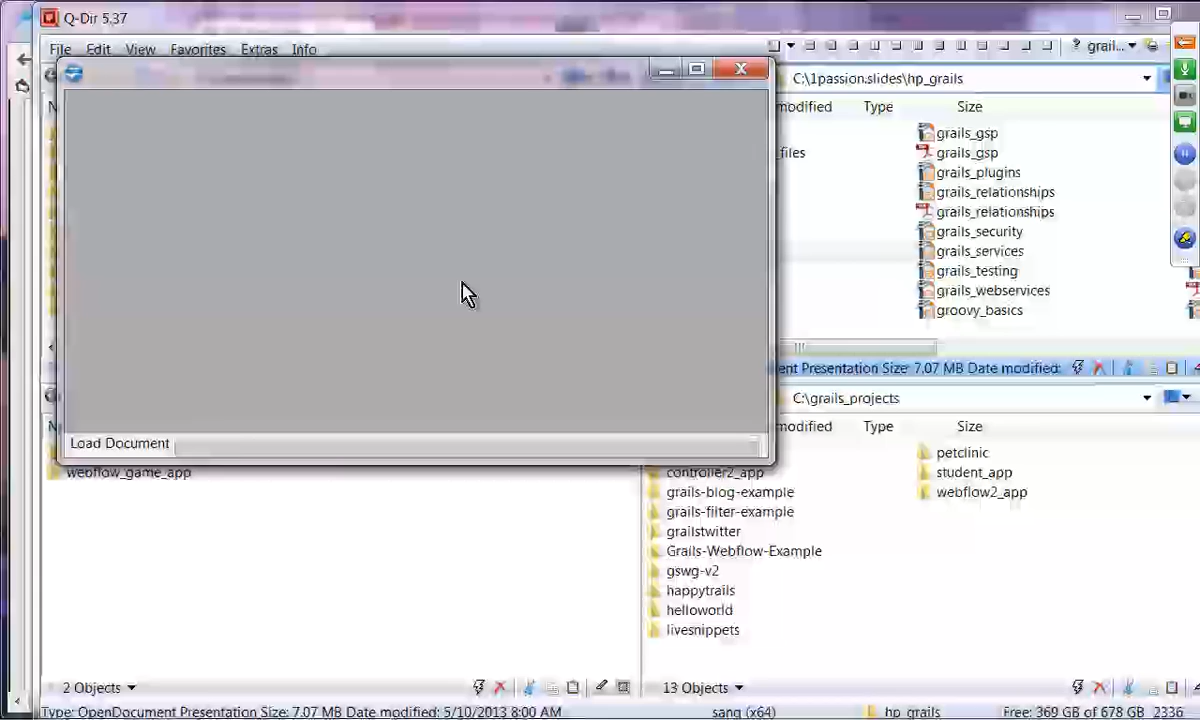 Q-Dir 5.37
File Edit View Favorites Extras Info
? grail...
C:\1passion.slides\hp_grails
modified Type Size
_files
grails_gsp
grails_gsp
grails_plugins
grails_relationships
grails_relationships
grails_security
grails_services
grails_testing
grails_webservices
groovy_basics
ent Presentation Size: 7.07 MB Date modified:
C:\grails_projects
modified Type Size
Load Document
webflow_game_app
controller2_app
grails-blog-example
grails-filter-example
grailstwitter
Grails-Webflow-Example
gswg-v2
happytrails
helloworld
livesnippets
petclinic
student_app
webflow2_app
2 Objects
13 Objects
Type: OpenDocument Presentation Size: 7.07 MB Date modified: 5/10/2013 8:00 AM
sang (x64)
hp_grails
Free: 369 GB of 678 GB 2336